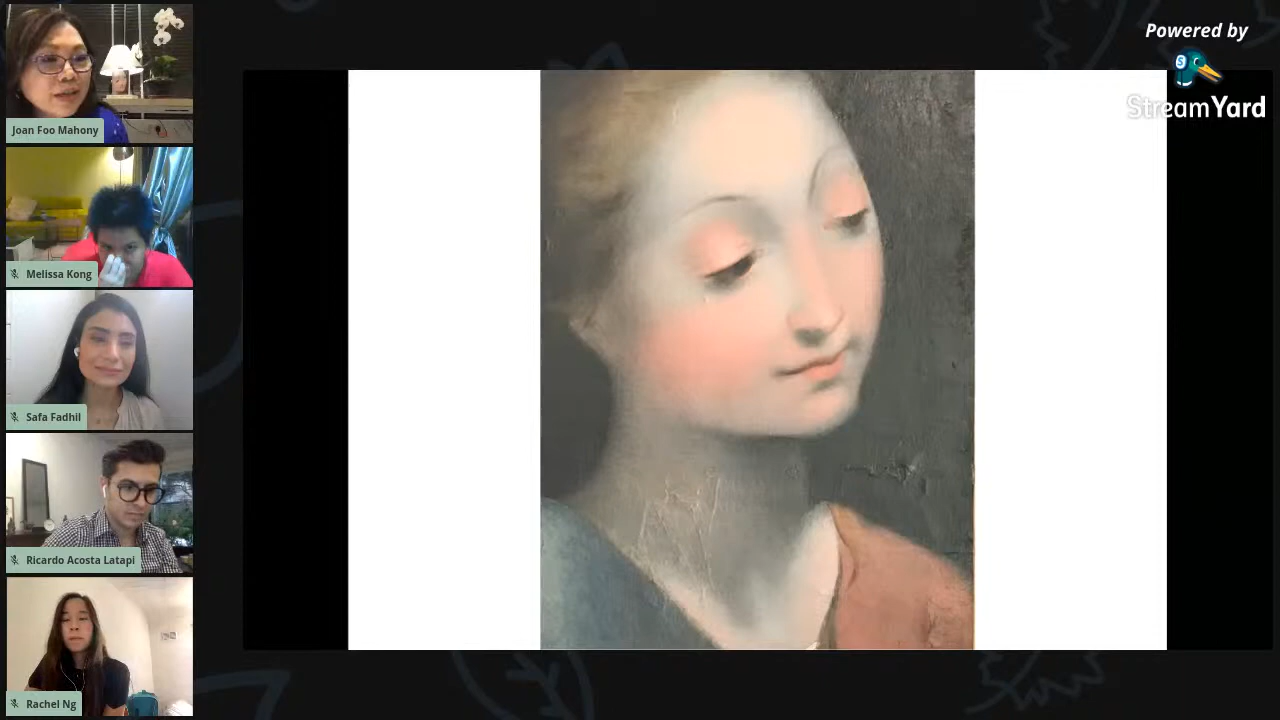 Joan Foo Mahony
Melissa Kong
Safa Fadhil
Ricardo Acosta Latapi
Rachel Ng
Powered by
S
StreamYard